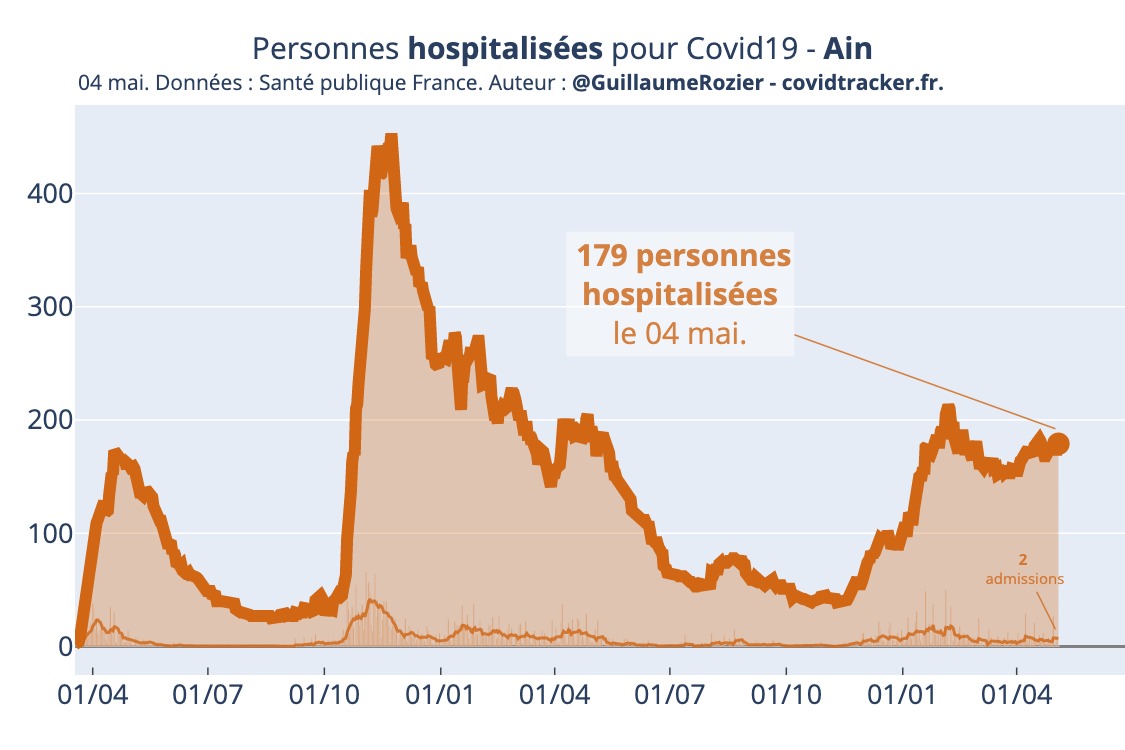 Personnes hospitalisées pour Covid19 - Ain
04 mai. Données : Santé publique France. Auteur : @GuillaumeRozier - covidtracker.fr.
400
300
200
100
0
179 personnes
hospitalisées
le 04 mai.
2
admissions
01/04
01/07
01/10
01/01
01/04
01/07
01/10
01/01
01/04